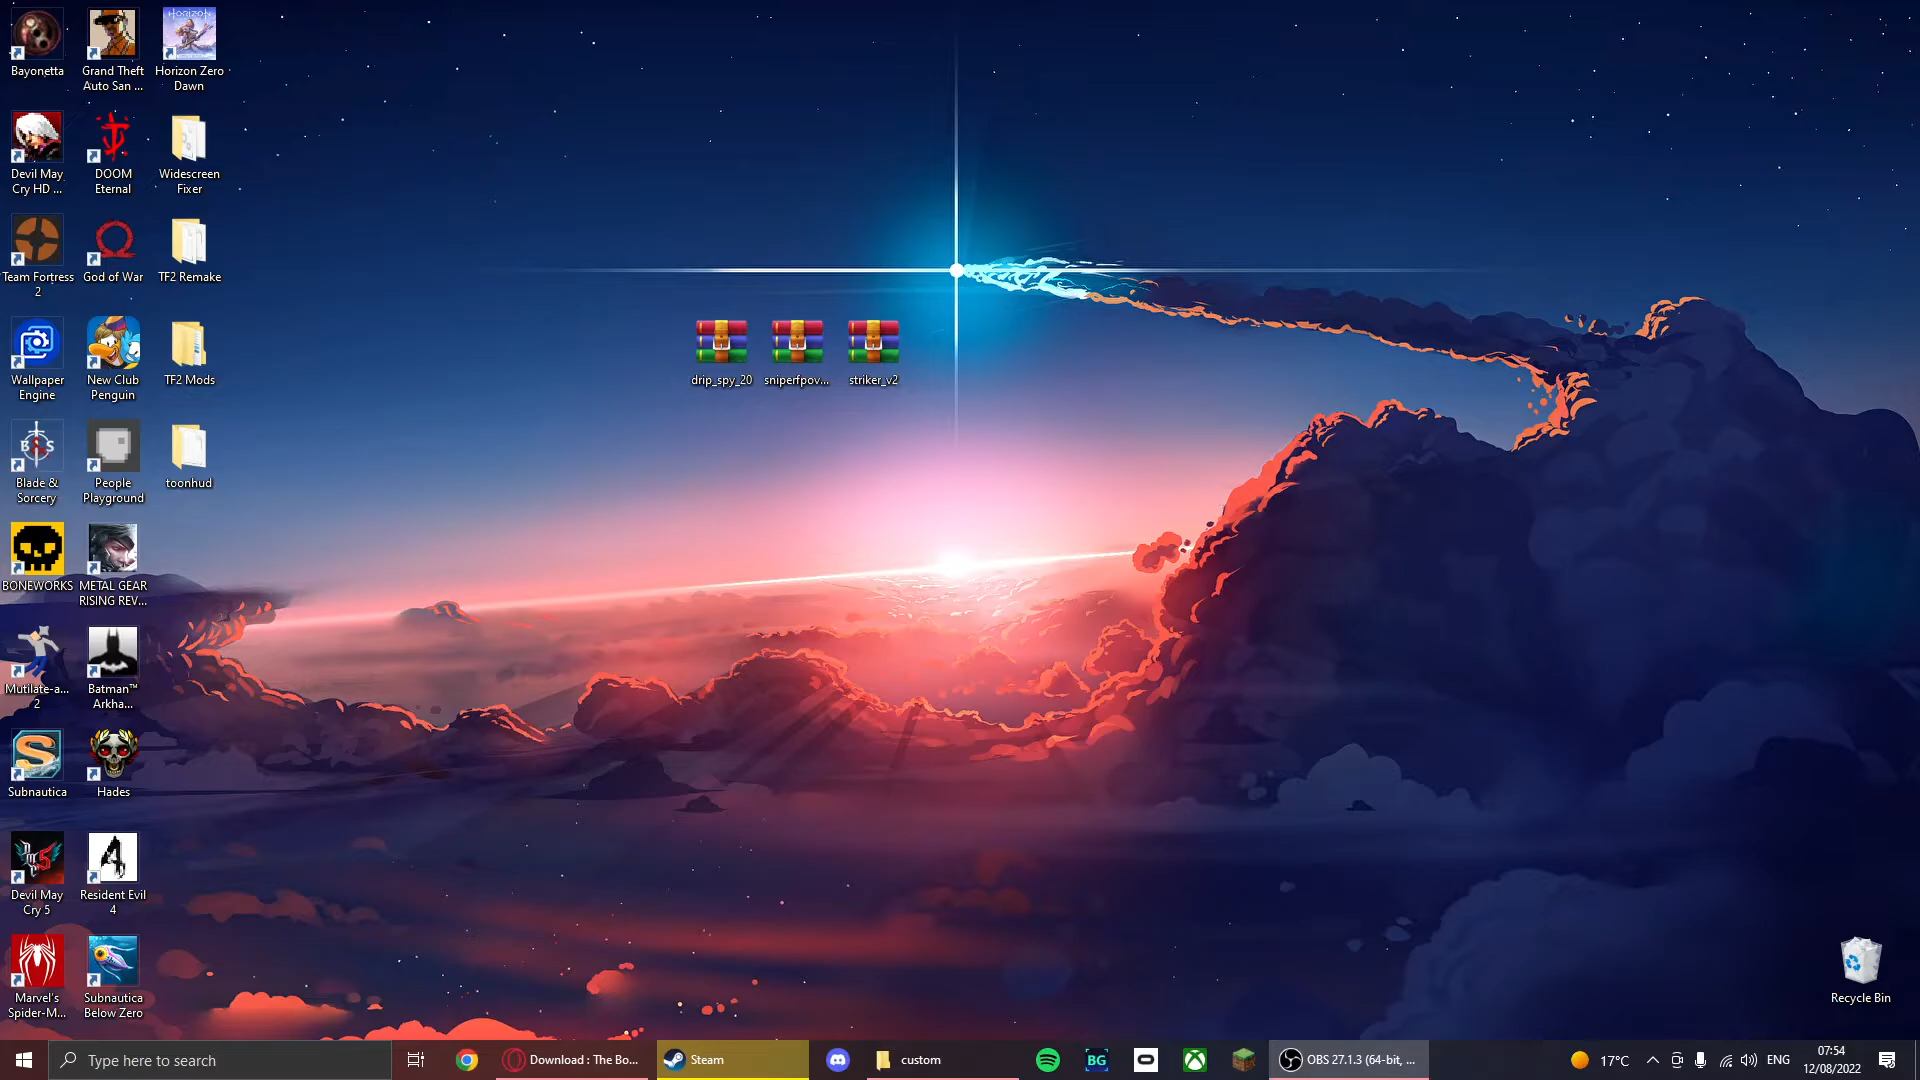 Bayonetta
Grand Theft
Auto San ...
Horizon Zero
Dawn
Devil May
Cry HD ...
DOOM
Eternal
Widescreen
Fixer
Team Fortress
2
God of War
TF2 Remake
Wallpaper
Engine
New Club
Penguin
TF2 Mods
drip_spy_20
sniperfpov...
striker_v2
Blade &
Sorcery
People
Playground
toonhud
BONEWORKS
METAL GEAR
RISING REV...
Mutilate-a...
2
Batman™
Arkha...
Subnautica
Hades
Devil May
Cry 5
Resident Evil
4
Marvel's
Spider-M...
Subnautica
Below Zero
Recycle Bin
Type here to search
Download : The Bo...
Steam
custom
BG
OBS 27.1.3 (64-bit, ...
17°C
ENG
07:54
12/08/2022